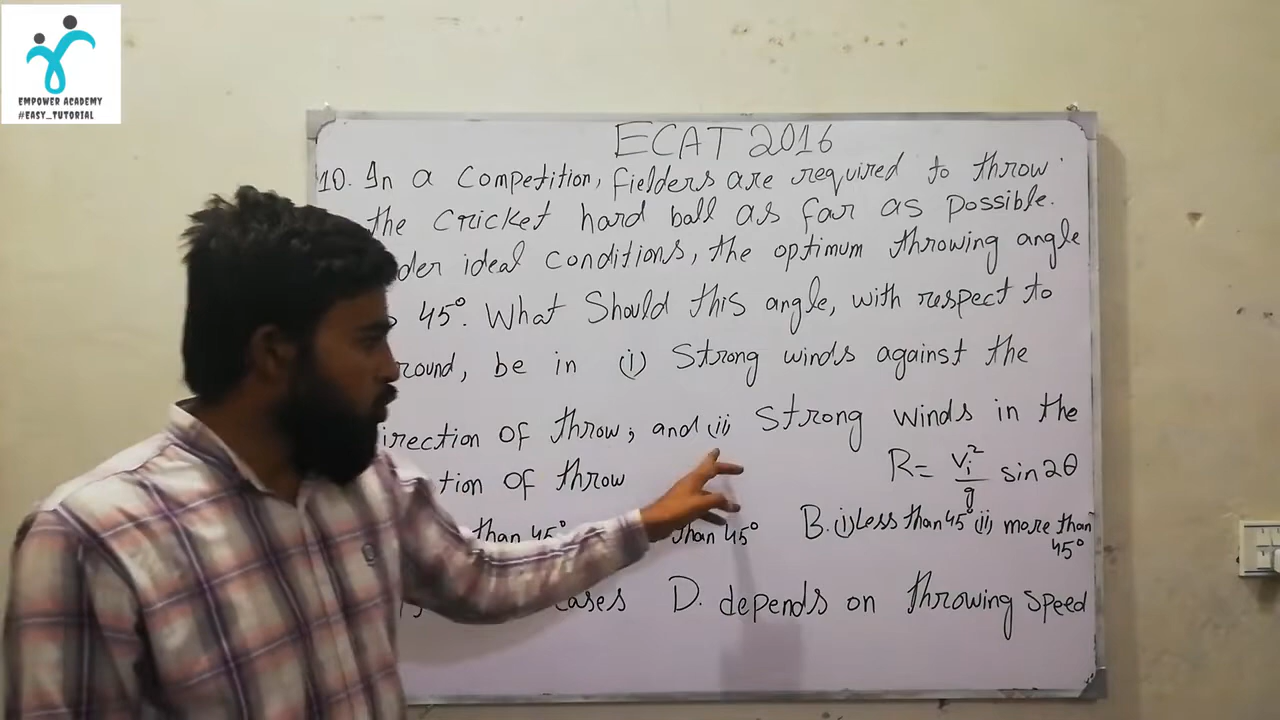 EMPOWER ACADEMY
#EASY_TUTORIAL
ECAT 2016
10. In a Competition, fielders are required to throw
the cricket hard ball as far as possible.
der ideal conditions, the optimum throwing angle
45°. What Should this angle, with respect to
round, be in (i) Strong winds against the
irection of throw; and (ii Strong winds in the
tion of throw
R = vi²/g sin2θ
than 45° than 45° B. (i) Less than 45° (ii) more than 45°
cases D. depends on throwing speed